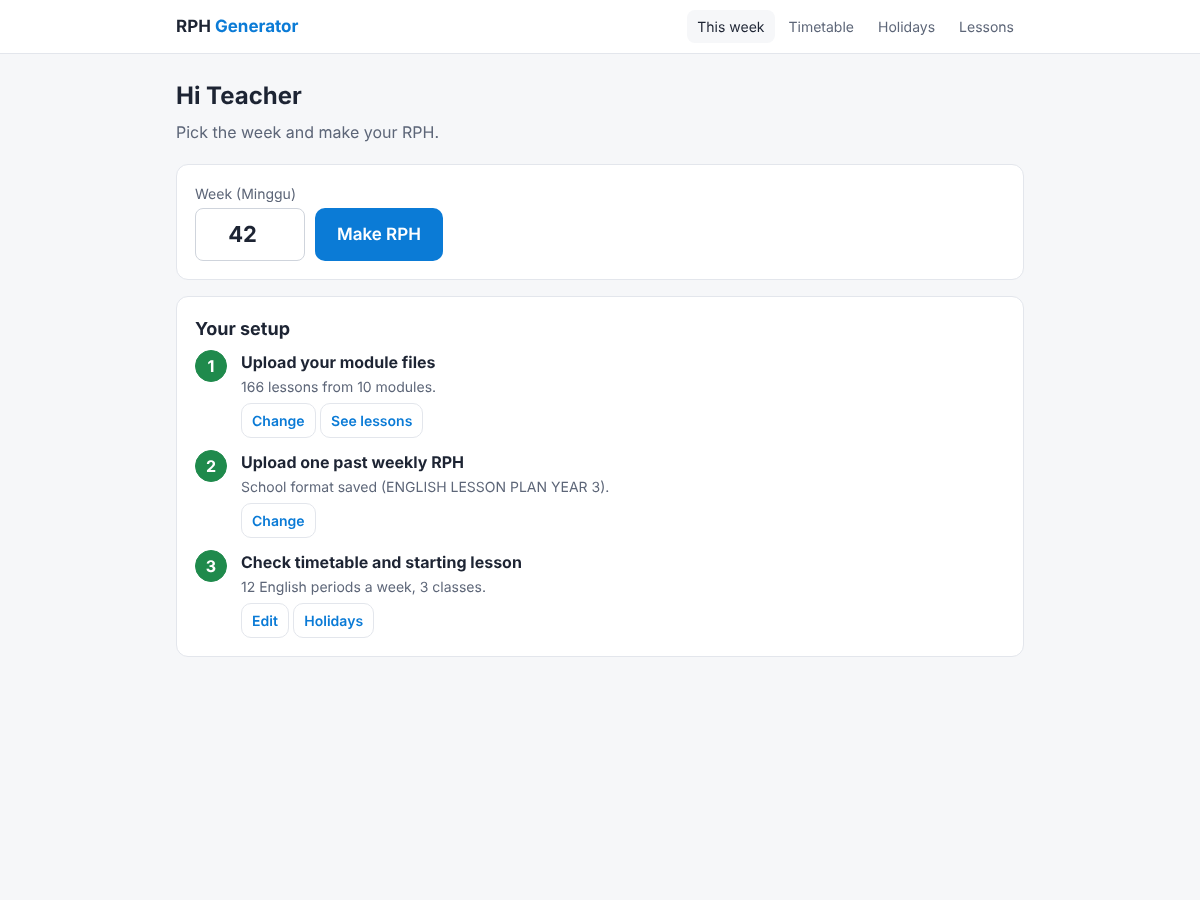 RPH Generator
This week
Timetable
Holidays
Lessons
Hi Teacher
Pick the week and make your RPH.
Week (Minggu)
42
Make RPH
Your setup
1
Upload your module files
166 lessons from 10 modules.
Change
See lessons
2
Upload one past weekly RPH
School format saved (ENGLISH LESSON PLAN YEAR 3).
Change
3
Check timetable and starting lesson
12 English periods a week, 3 classes.
Edit
Holidays